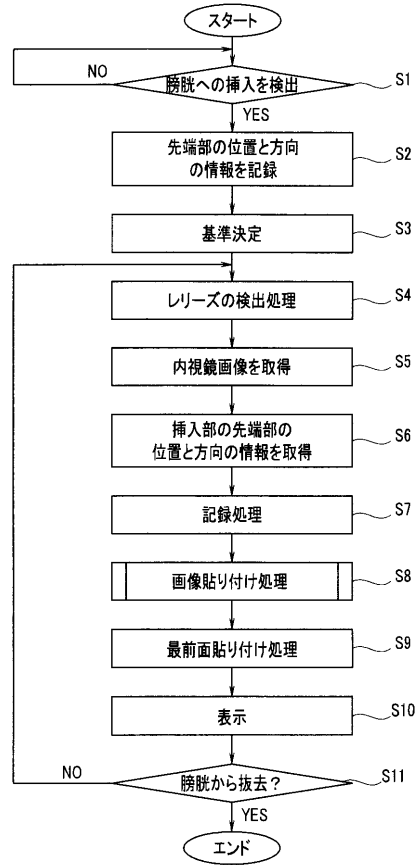 スタート
膀胱への挿入を検出
S1
NO
YES
先端部の位置と方向
の情報を記録
S2
基準決定
S3
レリーズの検出処理
S4
内視鏡画像を取得
S5
挿入部の先端部の
位置と方向の情報を取得
S6
記録処理
S7
画像貼り付け処理
S8
最前面貼り付け処理
S9
表示
S10
膀胱から抜去?
S11
NO
YES
エンド